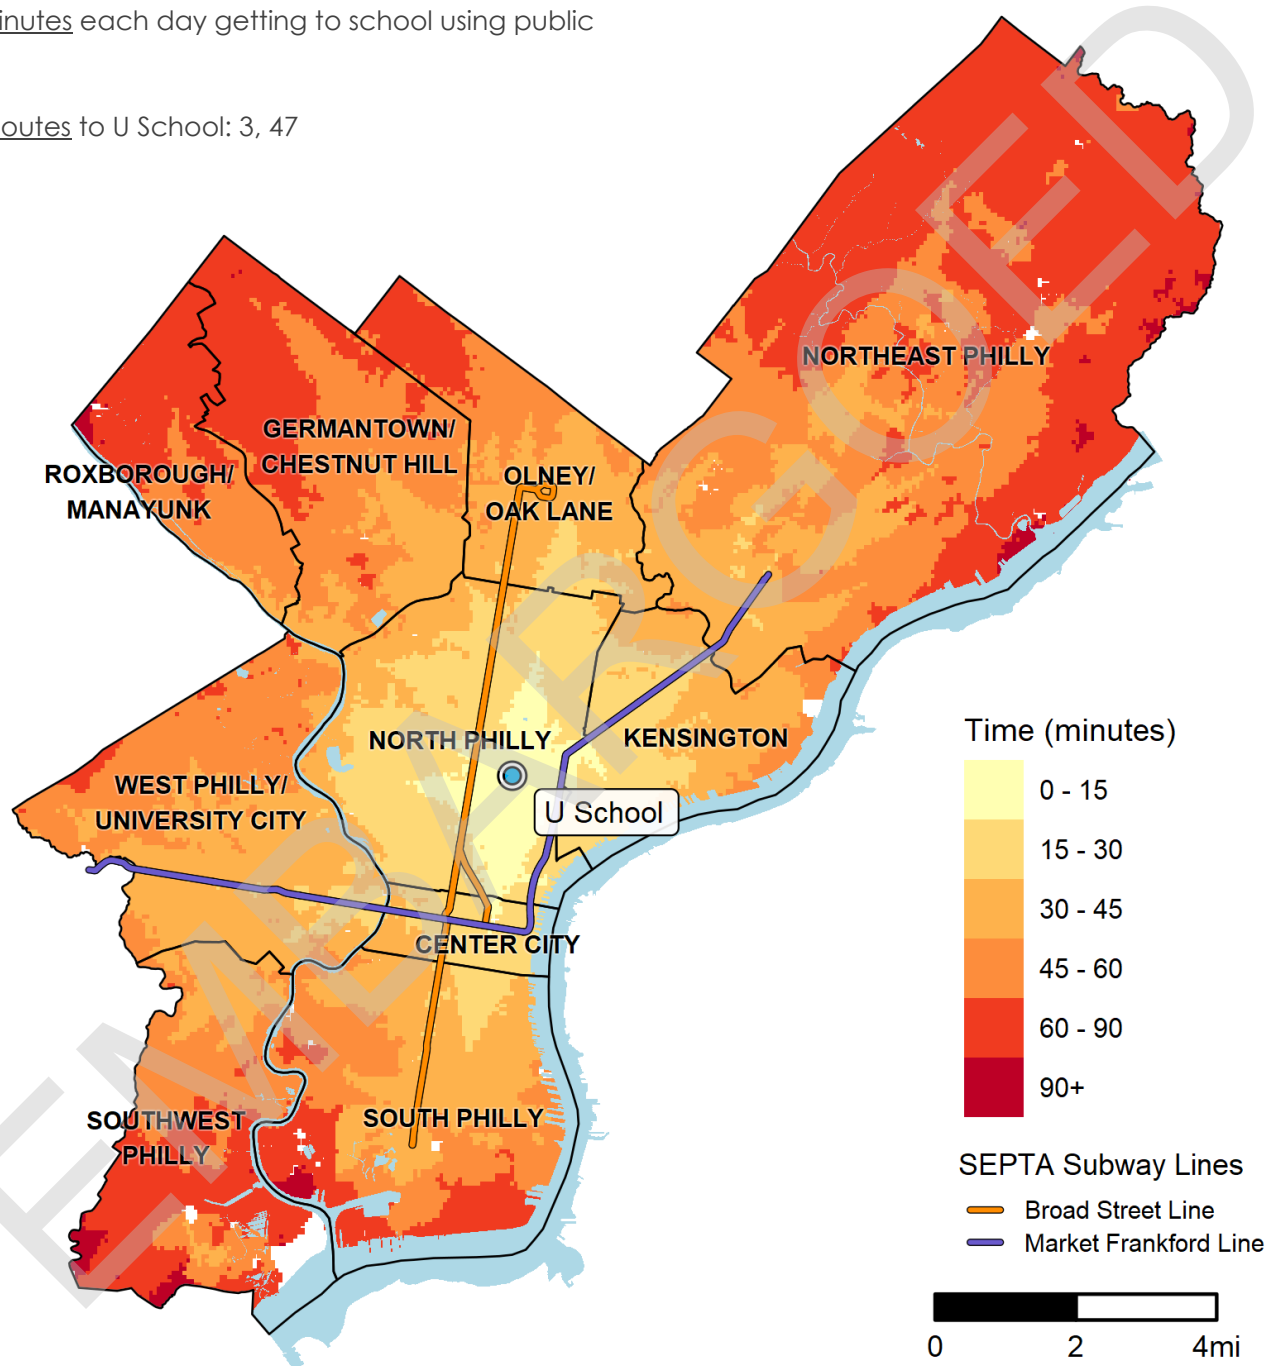 inutes each day getting to school using public
outes to U School: 3, 47
NORTHEAST PHILLY
GERMANTOWN/
CHESTNUT HILL
ROXBOROUGH/
MANAYUNK
OLNEY/
OAK LANE
NORTH PHILLY
KENSINGTON
WEST PHILLY/
UNIVERSITY CITY
U School
CENTER CITY
SOUTHWEST
PHILLY
SOUTH PHILLY
Time (minutes)
0 - 15
15 - 30
30 - 45
45 - 60
60 - 90
90+
SEPTA Subway Lines
Broad Street Line
Market Frankford Line
0 2 4mi
EMBARGOED